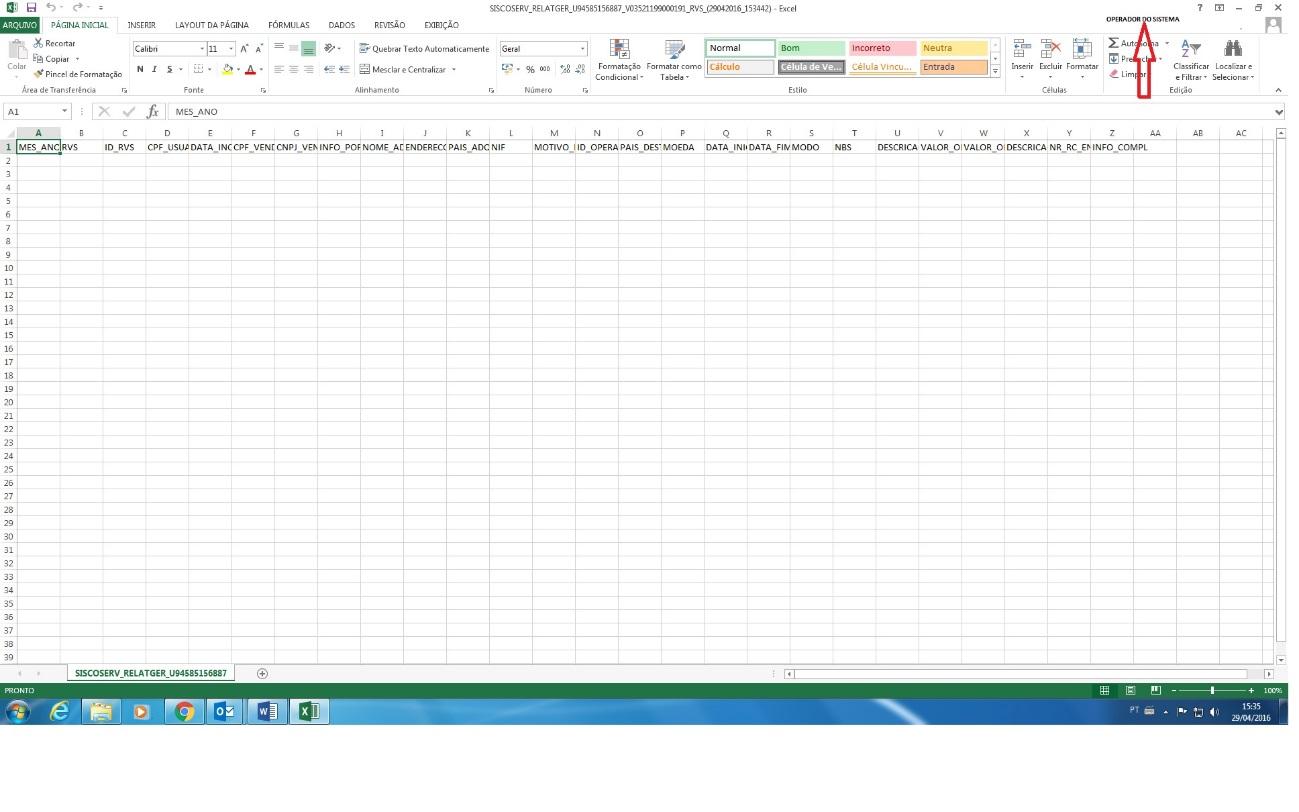 SISCOSERV_RELATGER_U94585156887_V03521199000191_RVS_(29042016_153442) - Excel
OPERADOR DO SISTEMA
ARQUIVO PÁGINA INICIAL INSERIR LAYOUT DA PÁGINA FÓRMULAS DADOS REVISÃO EXIBIÇÃO
Colar
Recortar
Copiar
Pincel de Formatação
Área de Transferência
Calibri 11
N I S
Fonte
Quebrar Texto Automaticamente
Mesclar e Centralizar
Alinhamento
Geral
% 000
Número
Formatação Condicional
Formatar como Tabela
Normal Bom Incorreto Neutra
Cálculo Célula de Ve... Célula Vincu... Entrada
Estilo
Inserir Excluir Formatar
Células
Limpar
Classificar e Filtrar
Localizar e Selecionar
Edição
A1 fx MES_ANO
A B C D E F G H I J K L M N O P Q R S T U V W X Y Z AA AB AC
1 MES_ANO RVS ID_RVS CPF_USUA DATA_INC CPF_VEND CNPJ_VEN INFO_POR NOME_AD ENDEREC PAIS_ADO NIF MOTIVO_ ID_OPERA PAIS_DEST MOEDA DATA_INI DATA_FIM MODO NBS DESCRICA VALOR_O VALOR_O DESCRICA NR_RC_EN INFO_COMPL
2
3
4
5
6
7
8
9
10
11
12
13
14
15
16
17
18
19
20
21
22
23
24
25
26
27
28
29
30
31
32
33
34
35
36
37
38
39
SISCOSERV_RELATGER_U94585156887
PRONTO 100%
PT 15:35
29/04/2016